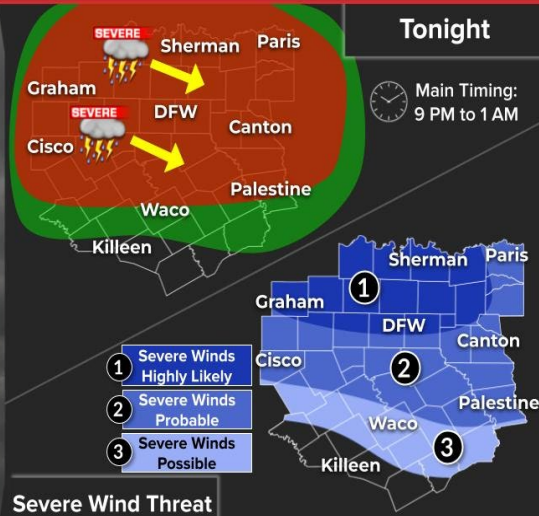 Tonight
Main Timing:
9 PM to 1 AM
SEVERE
Sherman
Paris
Graham
SEVERE
DFW
Canton
Cisco
Palestine
Waco
Killeen
Sherman
Paris
1
Graham
DFW
Canton
Cisco
2
Palestine
Waco
3
Killeen
1
Severe Winds
Highly Likely
2
Severe Winds
Probable
3
Severe Winds
Possible
Severe Wind Threat